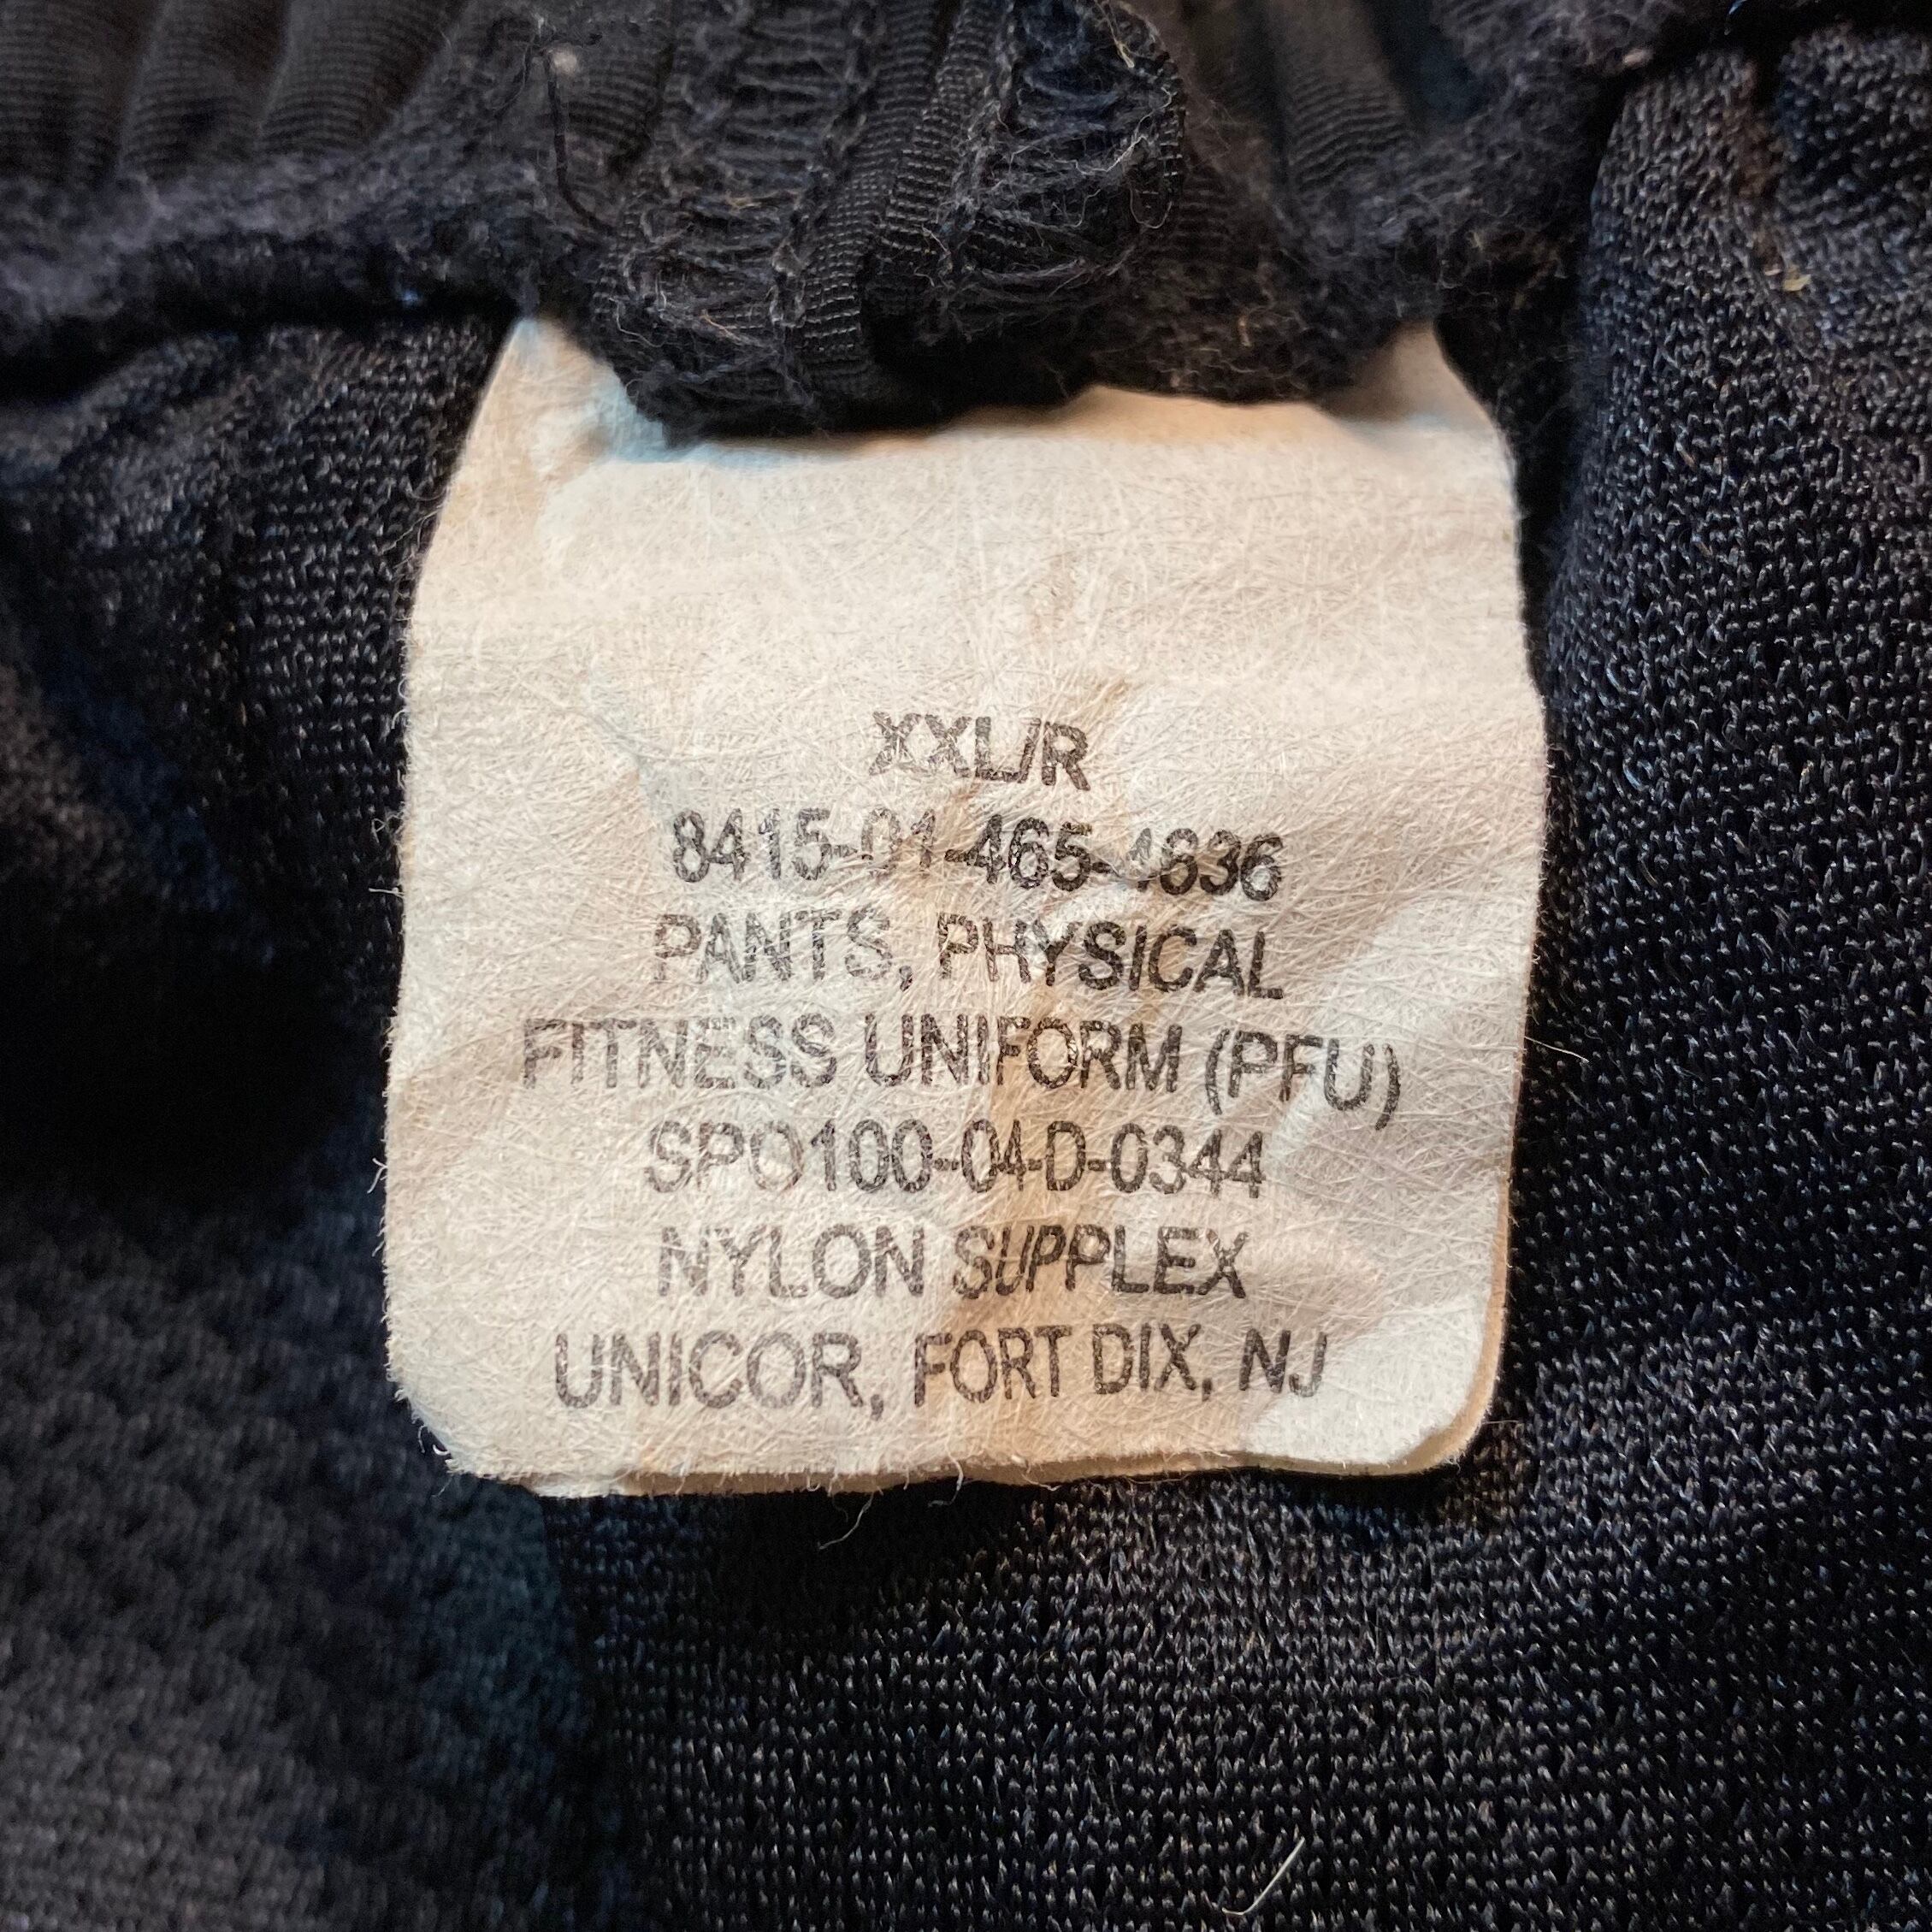 XXL/R
8415-01-465-4636
PANTS, PHYSICAL
FITNESS UNIFORM (PFU)
SPO100-04-D-0344
NYLON SUPPLEX
UNICOR, FORT DIX, NJ